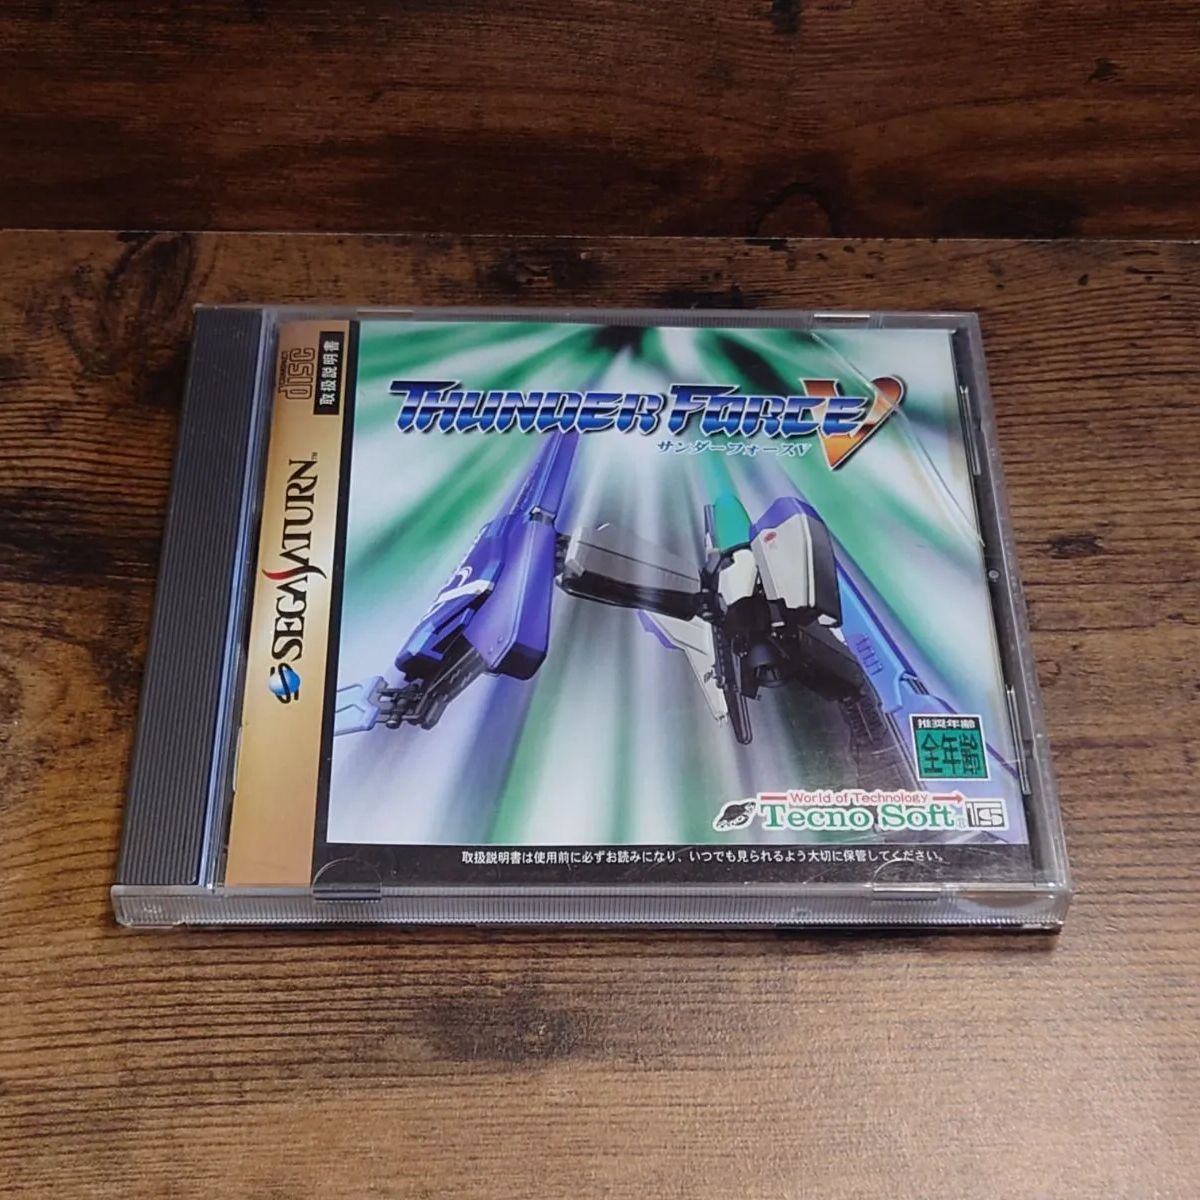 COMPACT
disc
取扱説明書
SEGA SATURN™
THUNDER FORCE V
サンダーフォースV
推奨年齢
全年齢
World of Technology
Tecno Soft®
取扱説明書は使用前に必ずお読みになり、いつでも見られるよう大切に保管してください。